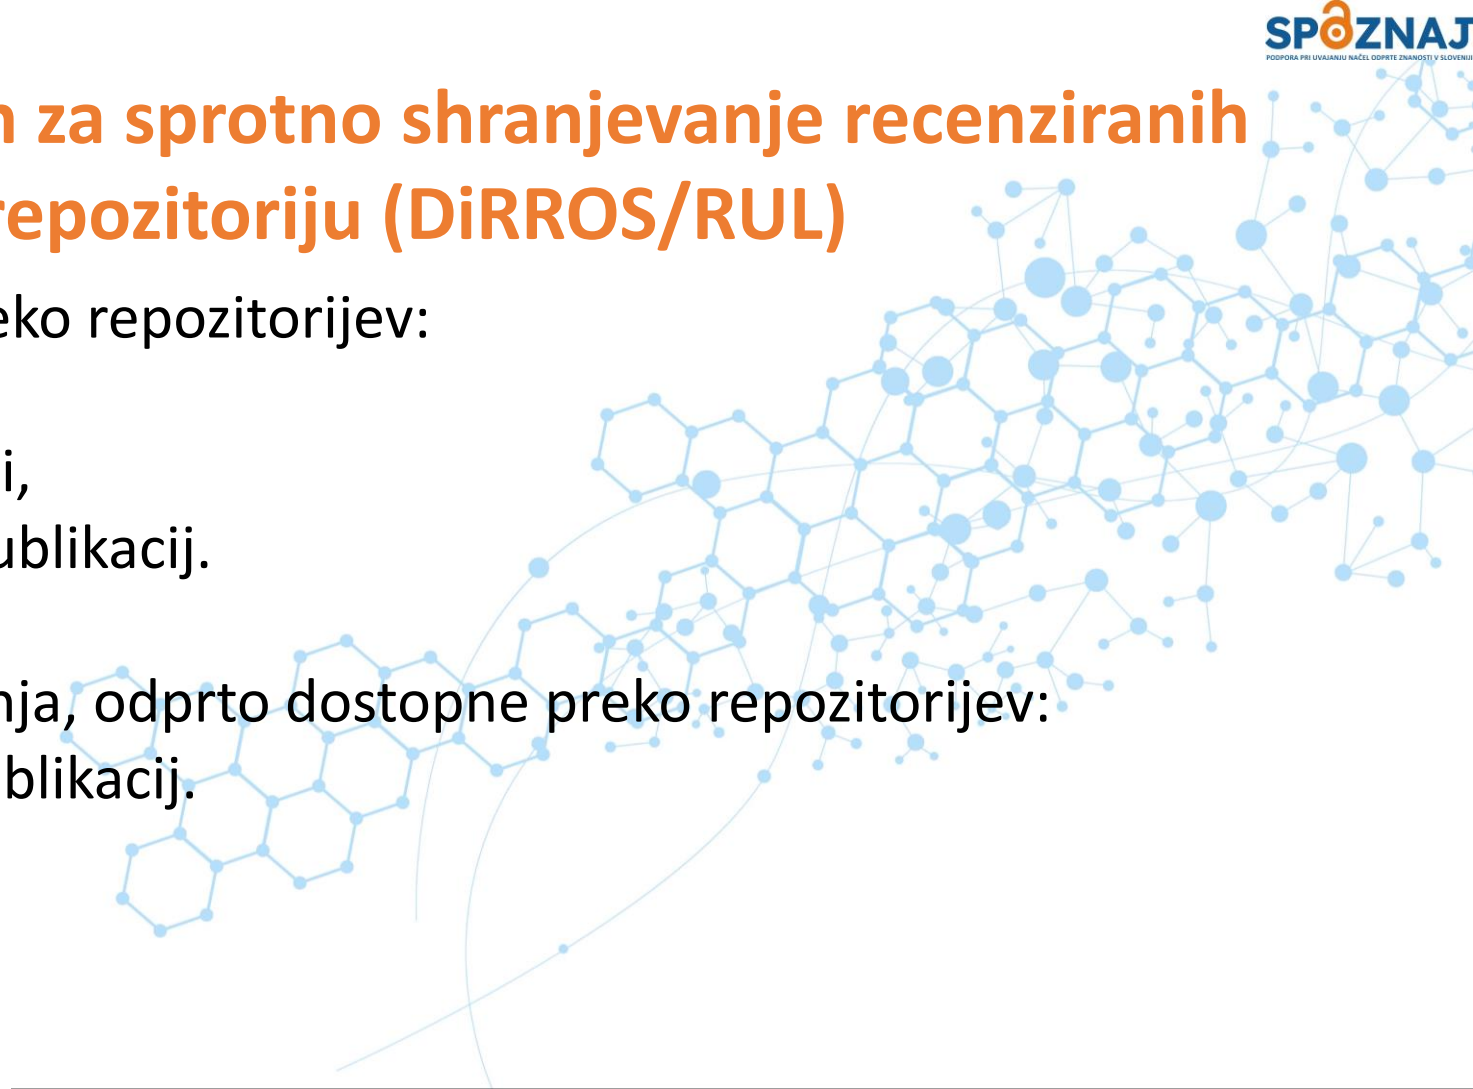 SPOZNAJ
PODPORA PRI UVAJANJU NAČEL ODPRTE ZNANOSTI V SLOVENIJI
za sprotno shranjevanje recenziranih
repozitoriju (DiRROS/RUL)
eko repozitorijev:
i,
ublikacij.
nja, odprto dostopne preko repozitorijev:
blikacij.